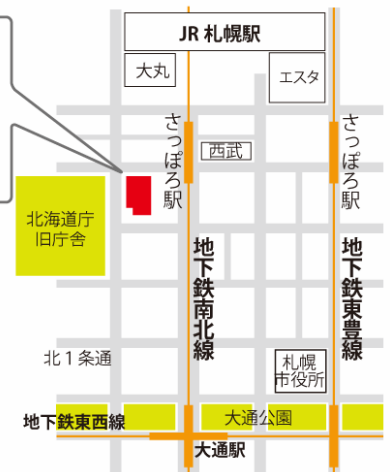 JR 札幌駅
大丸
エスタ
さっぽろ駅
西武
さっぽろ駅
北海道庁
旧庁舎
地下鉄南北線
地下鉄東豊線
北1条通
札幌
市役所
地下鉄東西線
大通公園
大通駅